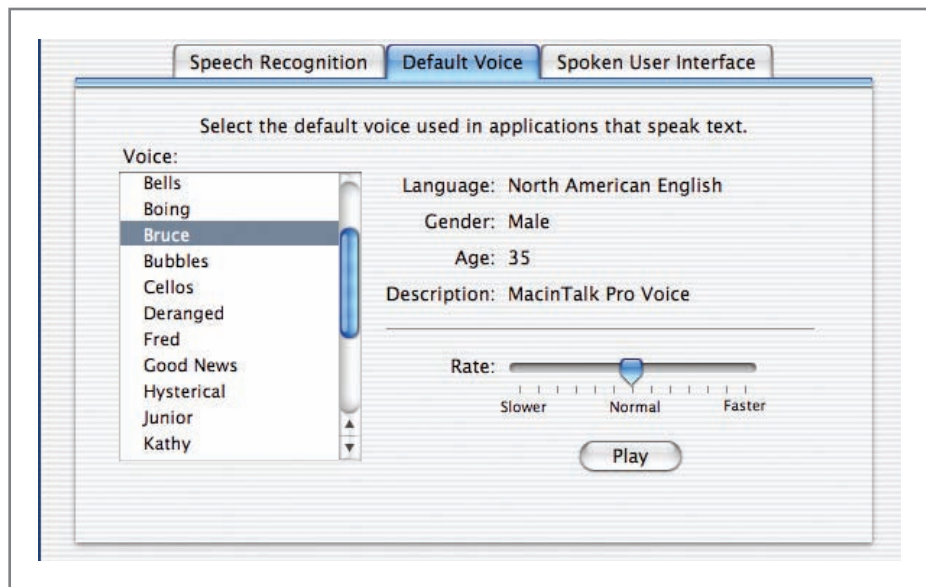 Speech Recognition Default Voice Spoken User Interface
Select the default voice used in applications that speak text.
Voice:
Bells
Boing
Bruce
Bubbles
Cellos
Deranged
Fred
Good News
Hysterical
Junior
Kathy
Language: North American English
Gender: Male
Age: 35
Description: MacinTalk Pro Voice
Rate:
Slower Normal Faster
Play